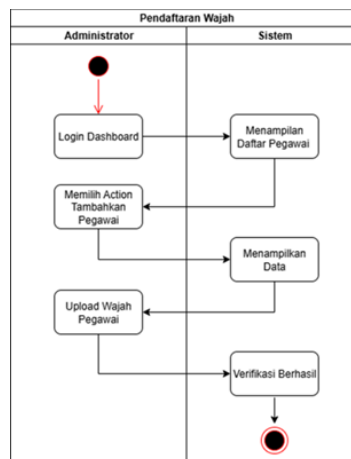 Pendaftaran Wajah
Administrator
Sistem
Login Dashboard
Menampilan
Daftar Pegawai
Memilih Action
Tambahkan
Pegawai
Menampilkan
Data
Upload Wajah
Pegawai
Verifikasi Berhasil